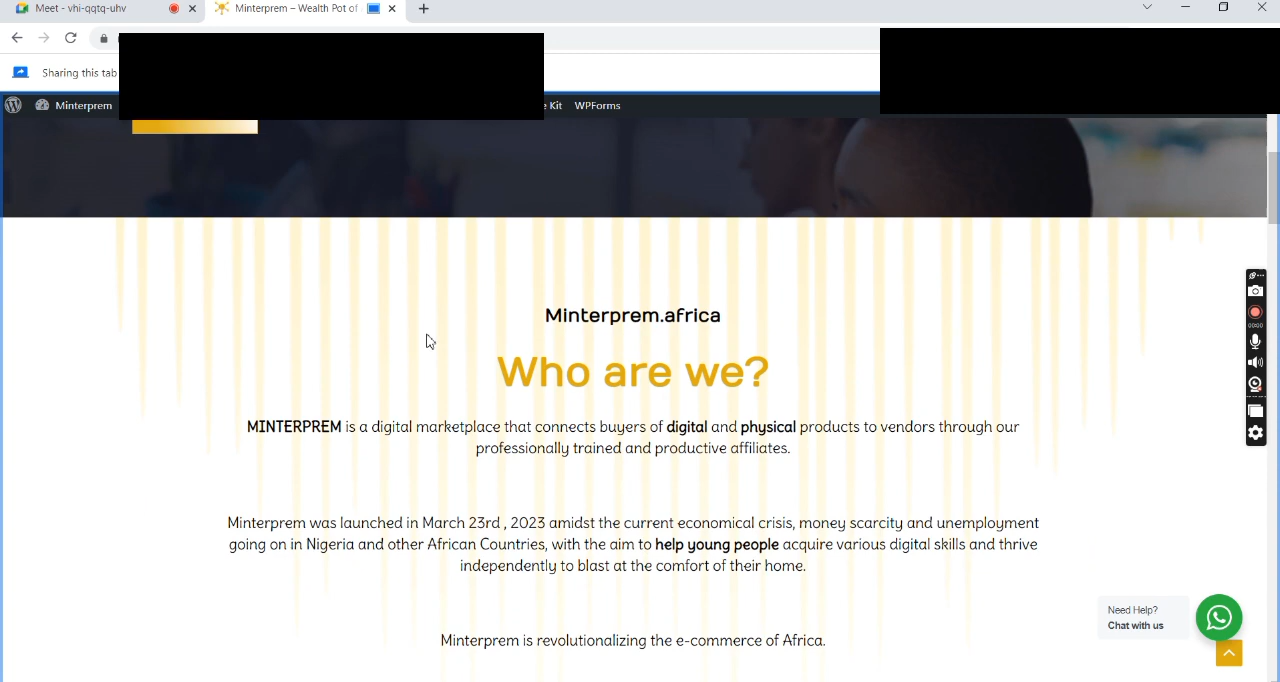 Meet - vhi-qqtq-uhv
Minterprem – Wealth Pot of
Sharing this tab
Minterprem
e Kit
WPForms
Minterprem.africa
Who are we?
MINTERPREM is a digital marketplace that connects buyers of digital and physical products to vendors through our
professionally trained and productive affiliates.
Minterprem was launched in March 23rd , 2023 amidst the current economical crisis, money scarcity and unemployment
going on in Nigeria and other African Countries, with the aim to help young people acquire various digital skills and thrive
independently to blast at the comfort of their home.
Minterprem is revolutionalizing the e-commerce of Africa.
Need Help?
Chat with us
00:00